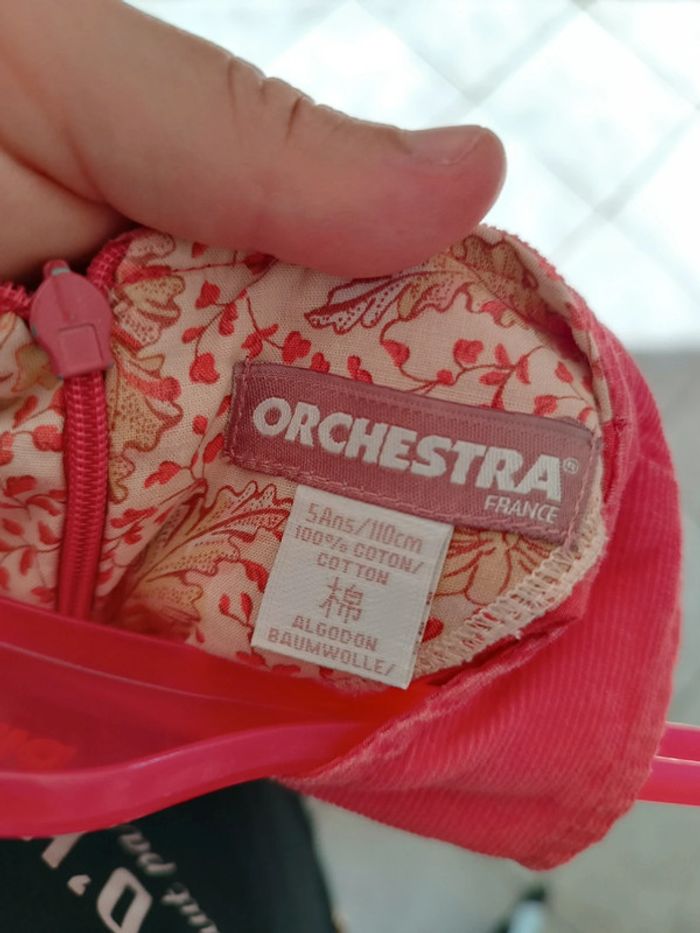 ORCHESTRA®
FRANCE
5Ans/110cm
100% COTON/
COTTON
棉
ALGODON
BAUMWOLLE/